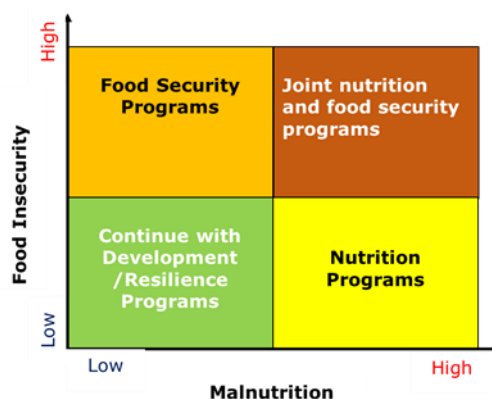 High
Food Insecurity
Low
Food Security
Programs
Joint nutrition
and food security
programs
Continue with
Development
/Resilience
Programs
Nutrition
Programs
Low
High
Malnutrition